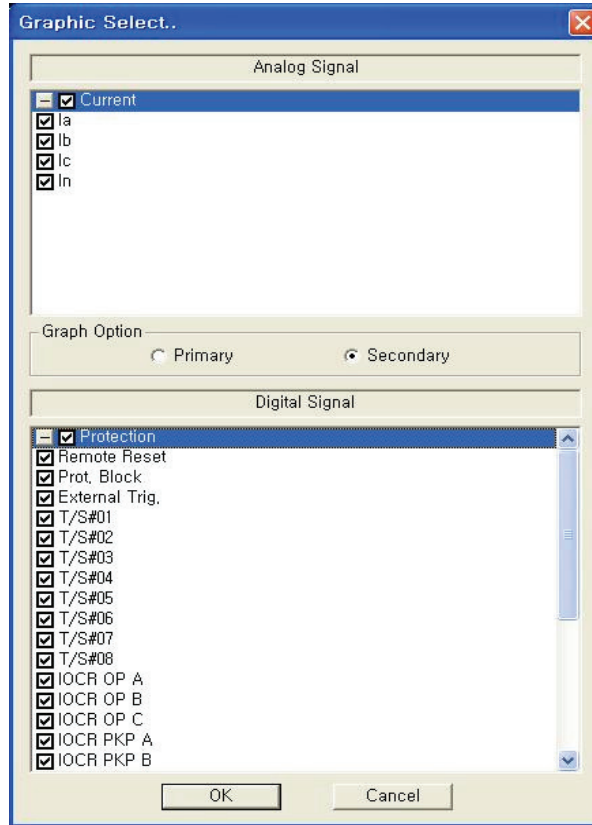 Graphic Select..
Analog Signal
Current
Ia
Ib
Ic
In
Graph Option
Primary Secondary
Digital Signal
Protection
Remote Reset
Prot. Block
External Trig.
T/S#01
T/S#02
T/S#03
T/S#04
T/S#05
T/S#06
T/S#07
T/S#08
IOCR OP A
IOCR OP B
IOCR OP C
IOCR PKP A
IOCR PKP B
OK Cancel